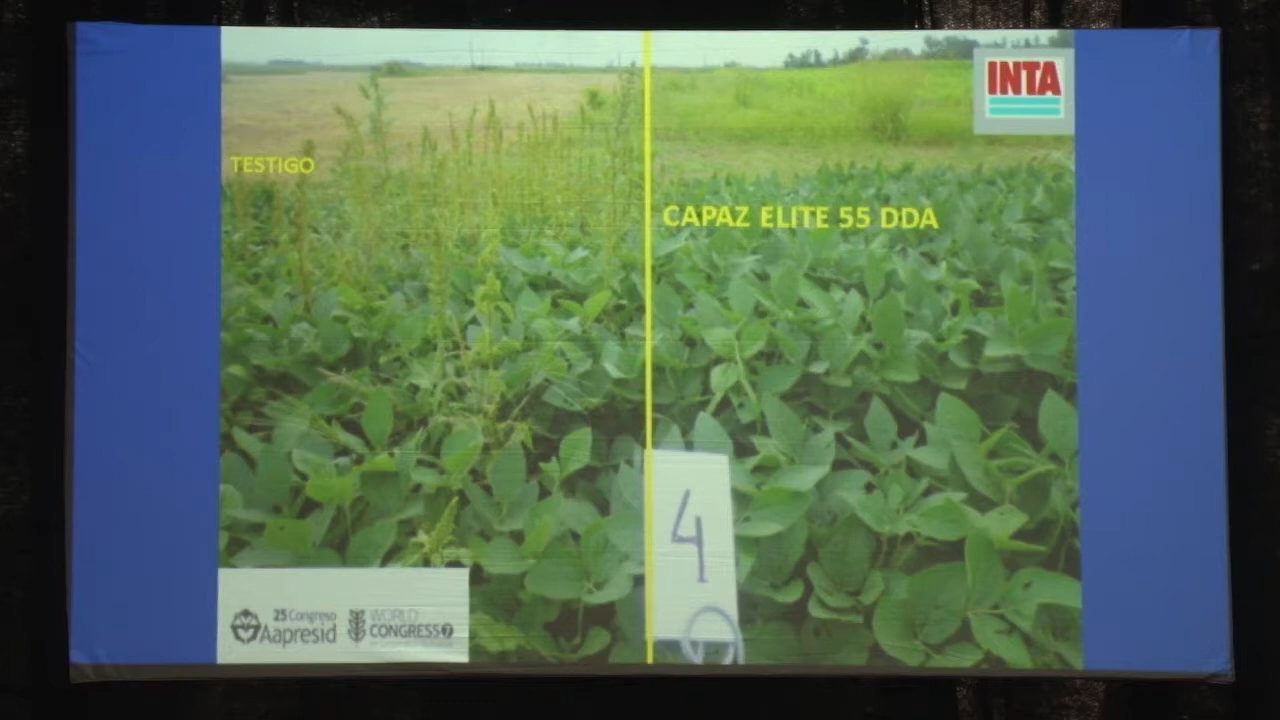 INTA
TESTIGO
CAPAZ ELITE 55 DDA
4
25 Congreso
Aapresid
WORLD
CONGRESS